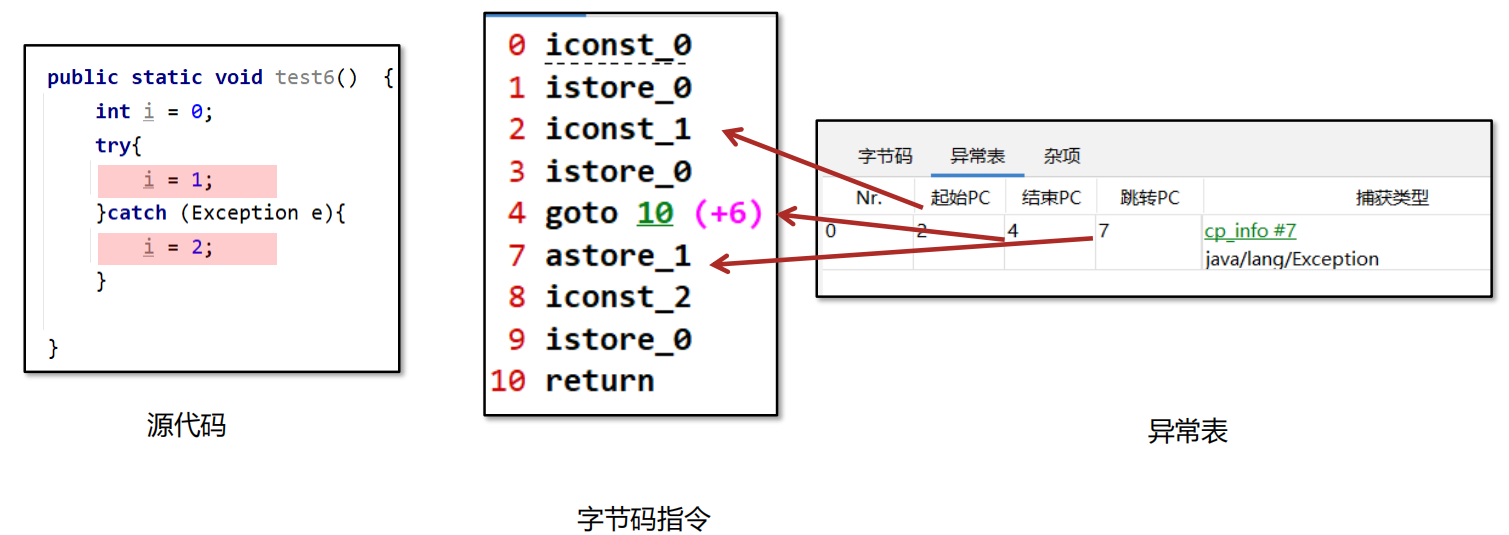 public static void test6() {
int i = 0;
try{
i = 1;
}catch (Exception e){
i = 2;
}
}
源代码
0 iconst_0
1 istore_0
2 iconst_1
3 istore_0
4 goto 10 (+6)
7 astore_1
8 iconst_2
9 istore_0
10 return
字节码指令
字节码 异常表 杂项
Nr. 起始PC 结束PC 跳转PC 捕获类型
0 2 4 7 cp_info #7
java/lang/Exception
异常表